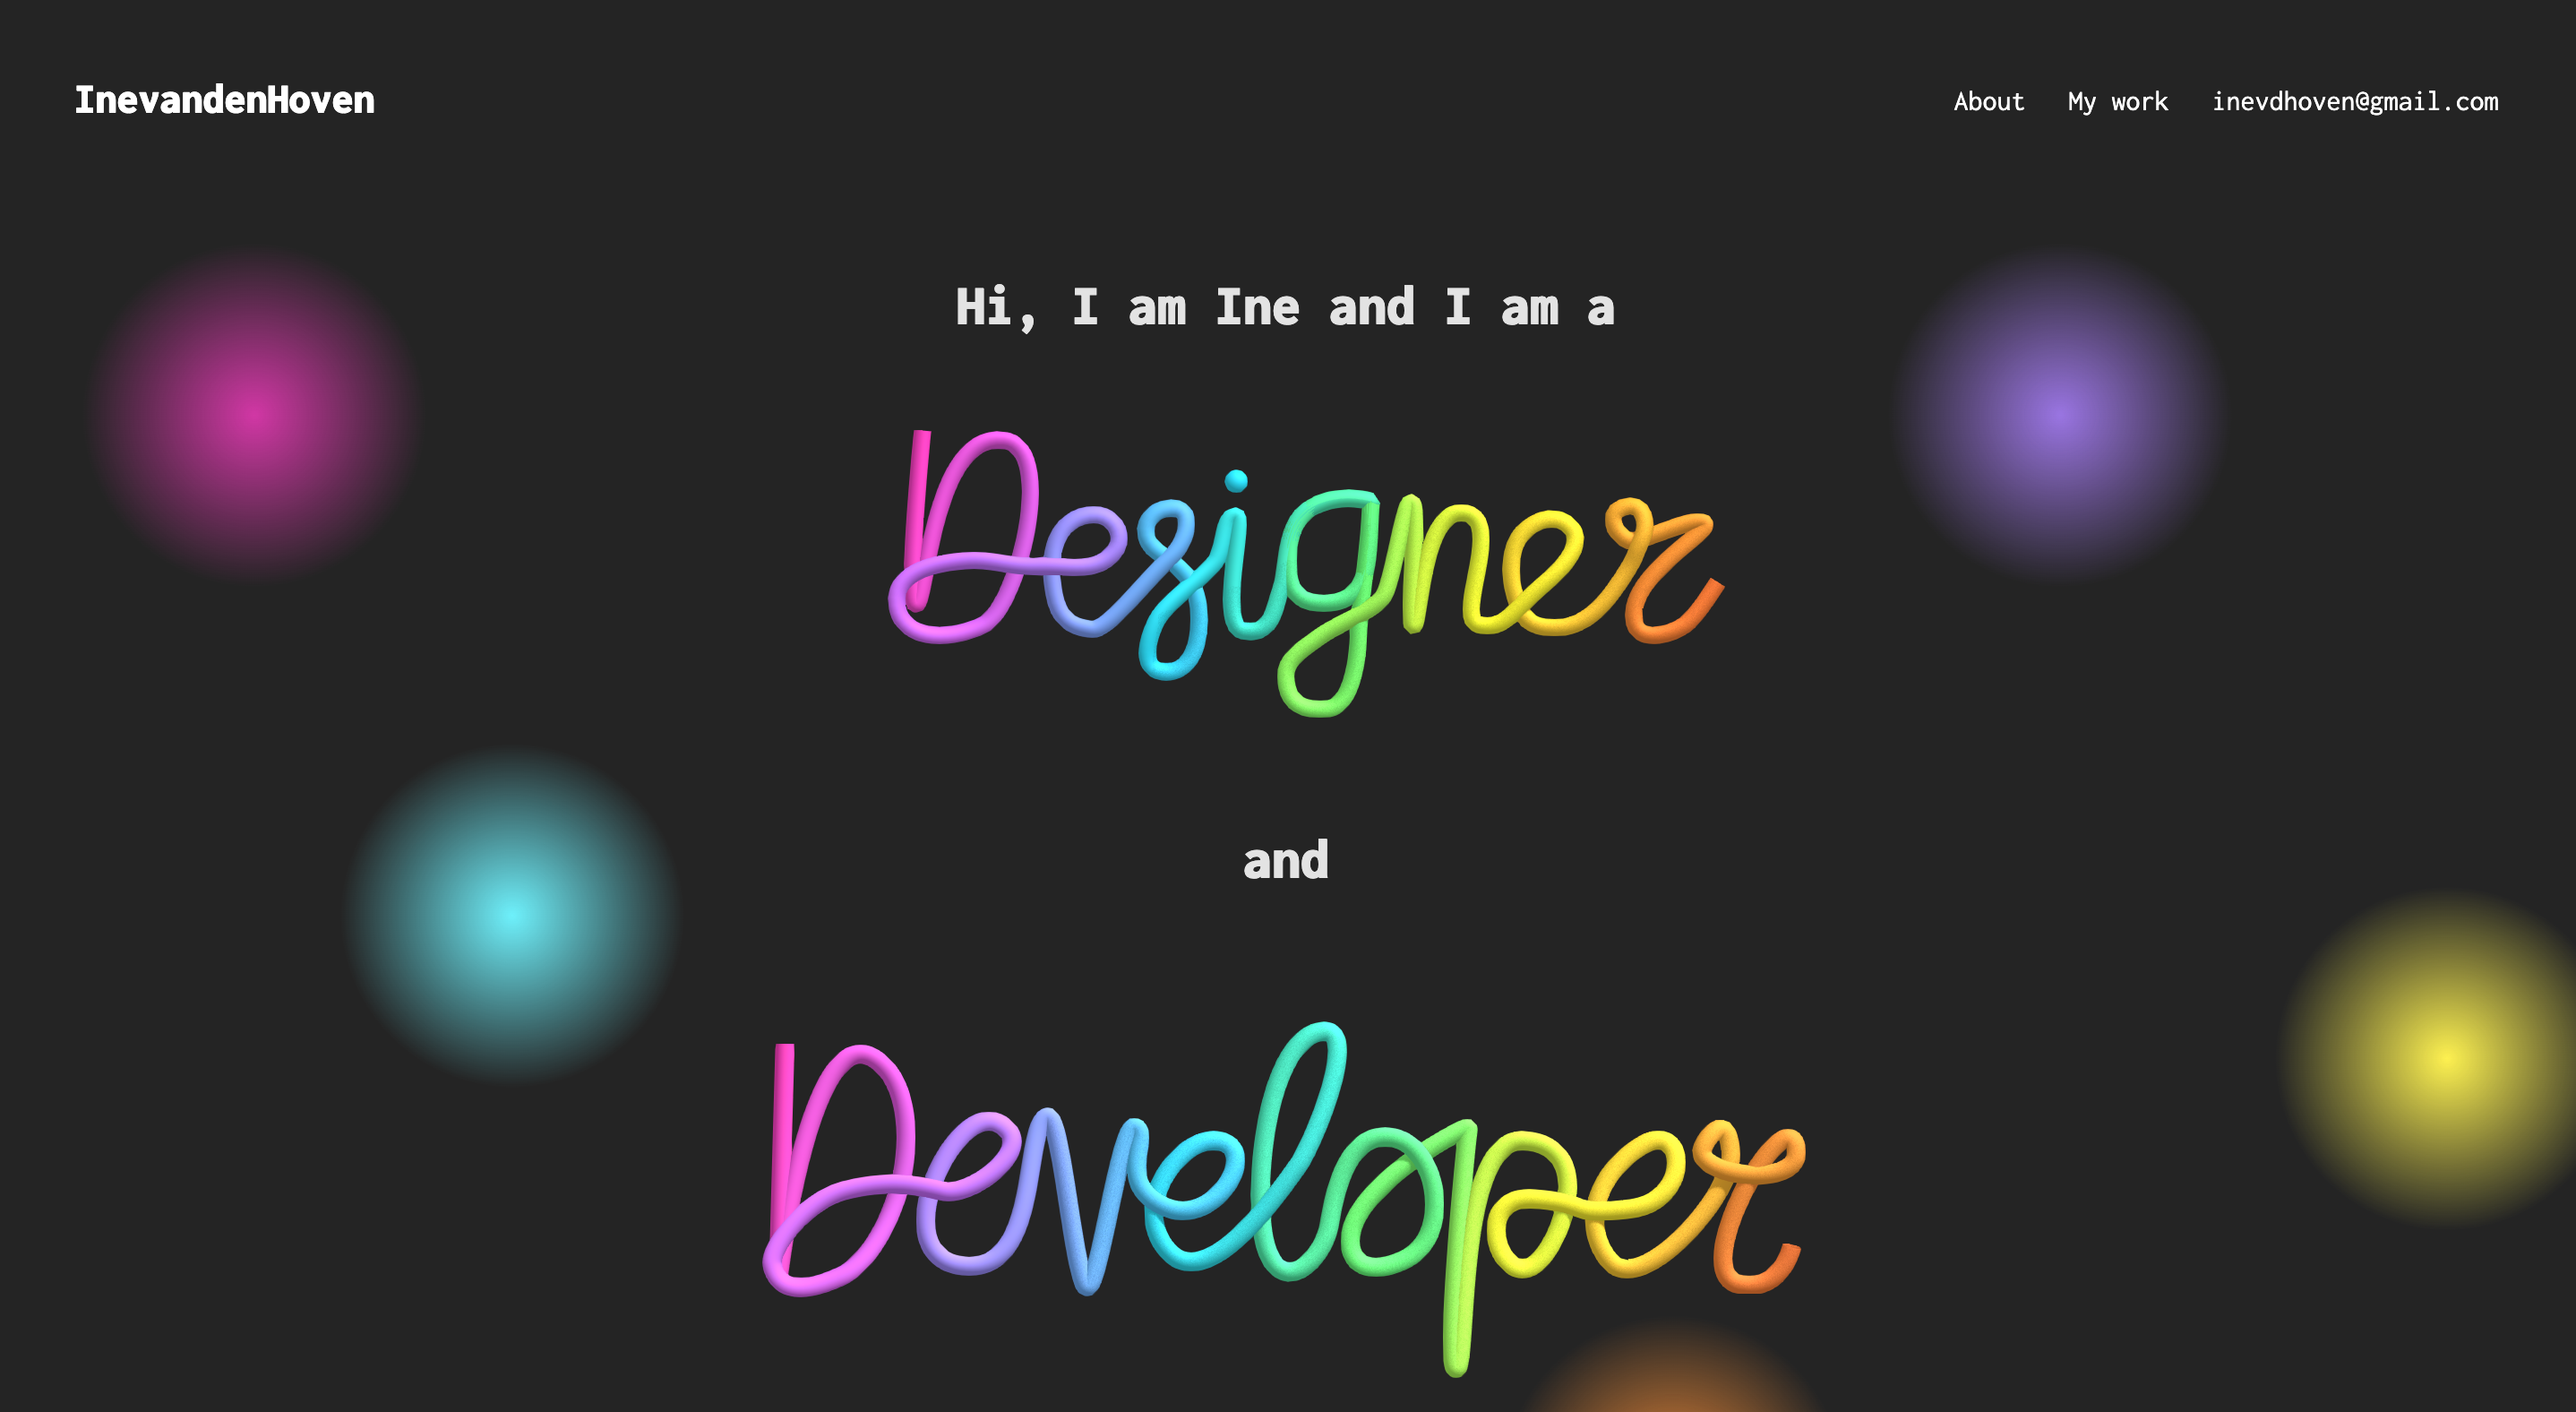 InevandenHoven
About My work inevdhoven@gmail.com
Hi, I am Ine and I am a
Designer
and
Developer